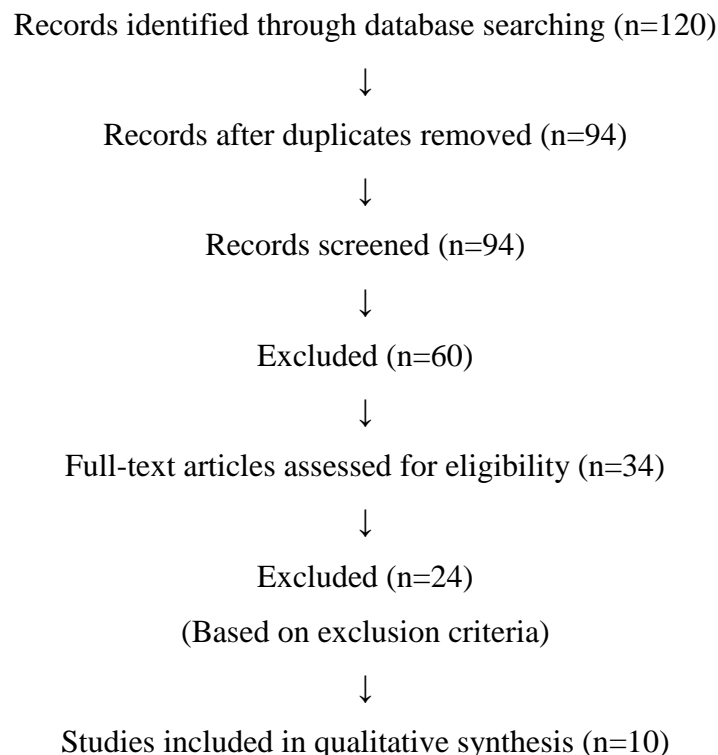 Records identified through database searching (n=120)
↓
Records after duplicates removed (n=94)
↓
Records screened (n=94)
↓
Excluded (n=60)
↓
Full-text articles assessed for eligibility (n=34)
↓
Excluded (n=24)
(Based on exclusion criteria)
↓
Studies included in qualitative synthesis (n=10)